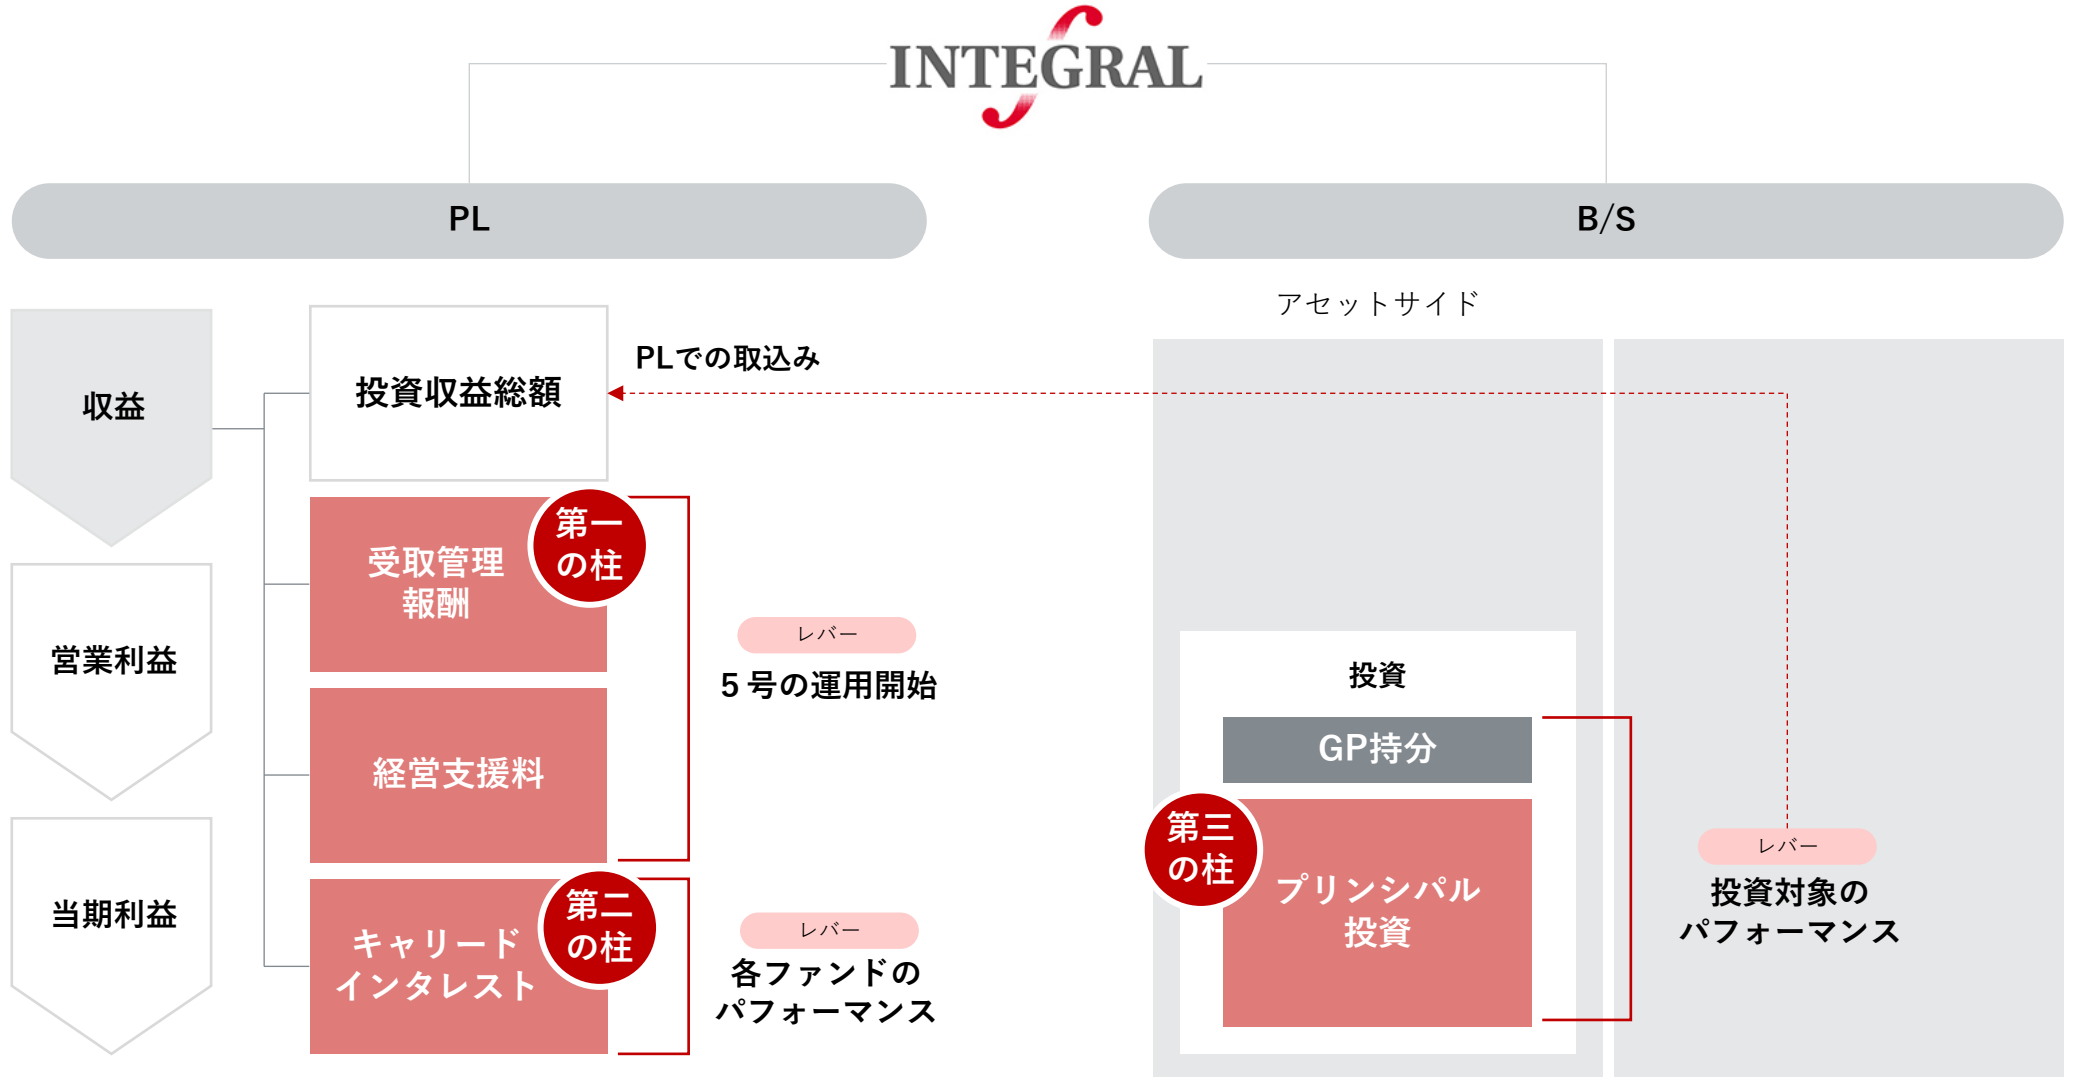 INTEGRAL
PL
収益
営業利益
当期利益
投資収益総額
PLでの取込み
受取管理
報酬
第一
の柱
経営支援料
レバー
５号の運用開始
キャリード
インタレスト
第二
の柱
レバー
各ファンドの
パフォーマンス
B/S
アセットサイド
投資
GP持分
第三
の柱
プリンシパル
投資
レバー
投資対象の
パフォーマンス